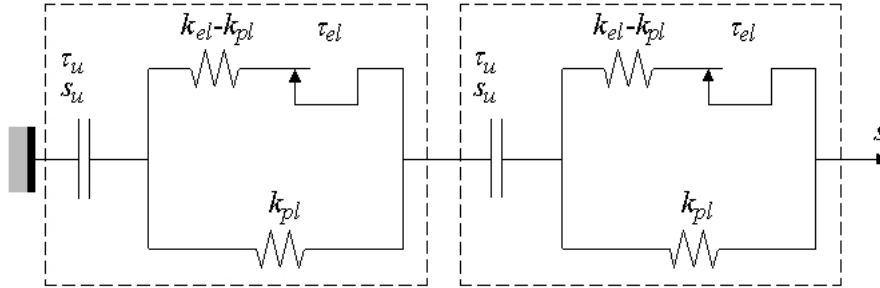 k_el-k_pl
τ_el
τ_u
s_u
k_pl
k_el-k_pl
τ_el
τ_u
s_u
k_pl
s